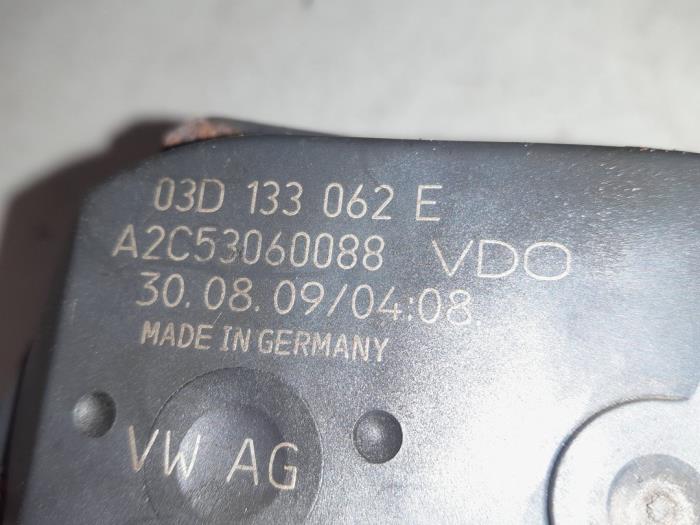 03D 133 062 E
A2C53060088 VDO
30.08.09/04:08.
MADE IN GERMANY
VW AG